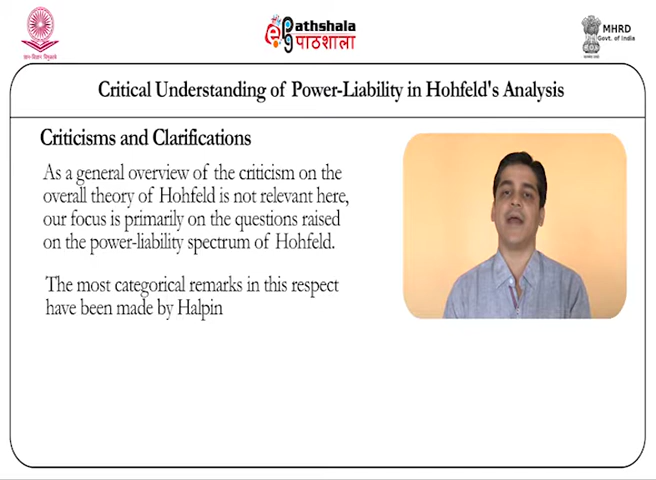 Pathshala
पाठशाला
MHRD
Govt. of India
Critical Understanding of Power-Liability in Hohfeld's Analysis
Criticisms and Clarifications
As a general overview of the criticism on the
overall theory of Hohfeld is not relevant here,
our focus is primarily on the questions raised
on the power-liability spectrum of Hohfeld.
The most categorical remarks in this respect
have been made by Halpin